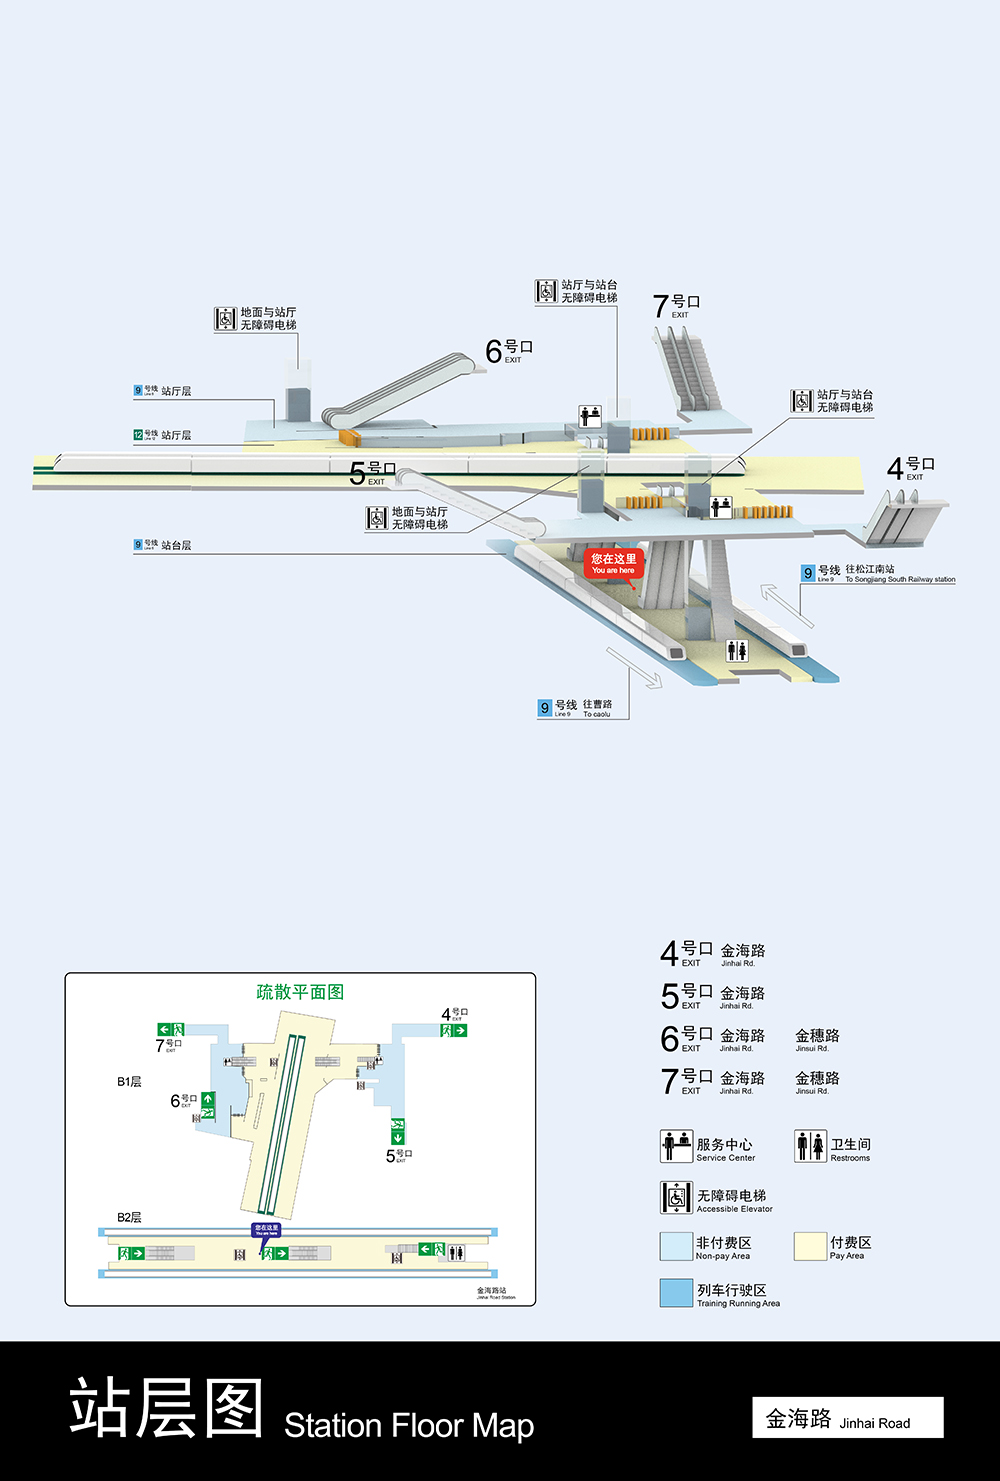 站厅与站台
无障碍电梯
7号口
EXIT
地面与站厅
无障碍电梯
6号口
EXIT
9 号线 站厅层
Line 9
站厅与站台
无障碍电梯
12 号线 站厅层
5号口
EXIT
4号口
EXIT
地面与站厅
无障碍电梯
9 号线 站台层
Line 9
您在这里
You are here
9 号线 往松江南站
Line 9 To Songjiang South Railway station
9 号线 往曹路
Line 9 To caolu
4号口 金海路
EXIT Jinhai Rd.
5号口 金海路
EXIT Jinhai Rd.
6号口 金海路 金穗路
EXIT Jinhai Rd. Jinsui Rd.
7号口 金海路 金穗路
EXIT Jinhai Rd. Jinsui Rd.
服务中心 卫生间
Service Center Restrooms
无障碍电梯
Accessible Elevator
非付费区 付费区
Non-pay Area Pay Area
列车行驶区
Training Running Area
疏散平面图
4号口
EXIT
7号口
EXIT
B1层
6号口
EXIT
5号口
EXIT
B2层
您在这里
You are here
金海路站
Jinhai Road Station
站层图 Station Floor Map
金海路 Jinhai Road